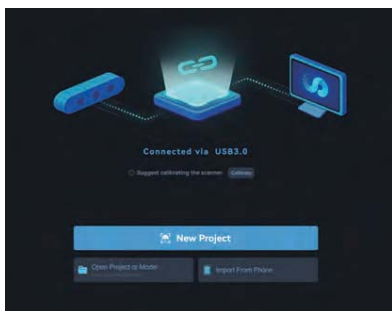 Connected via USB3.0
Suggest calibrating the scanner Calibrate
New Project
Open Project or Model
Import From Phone